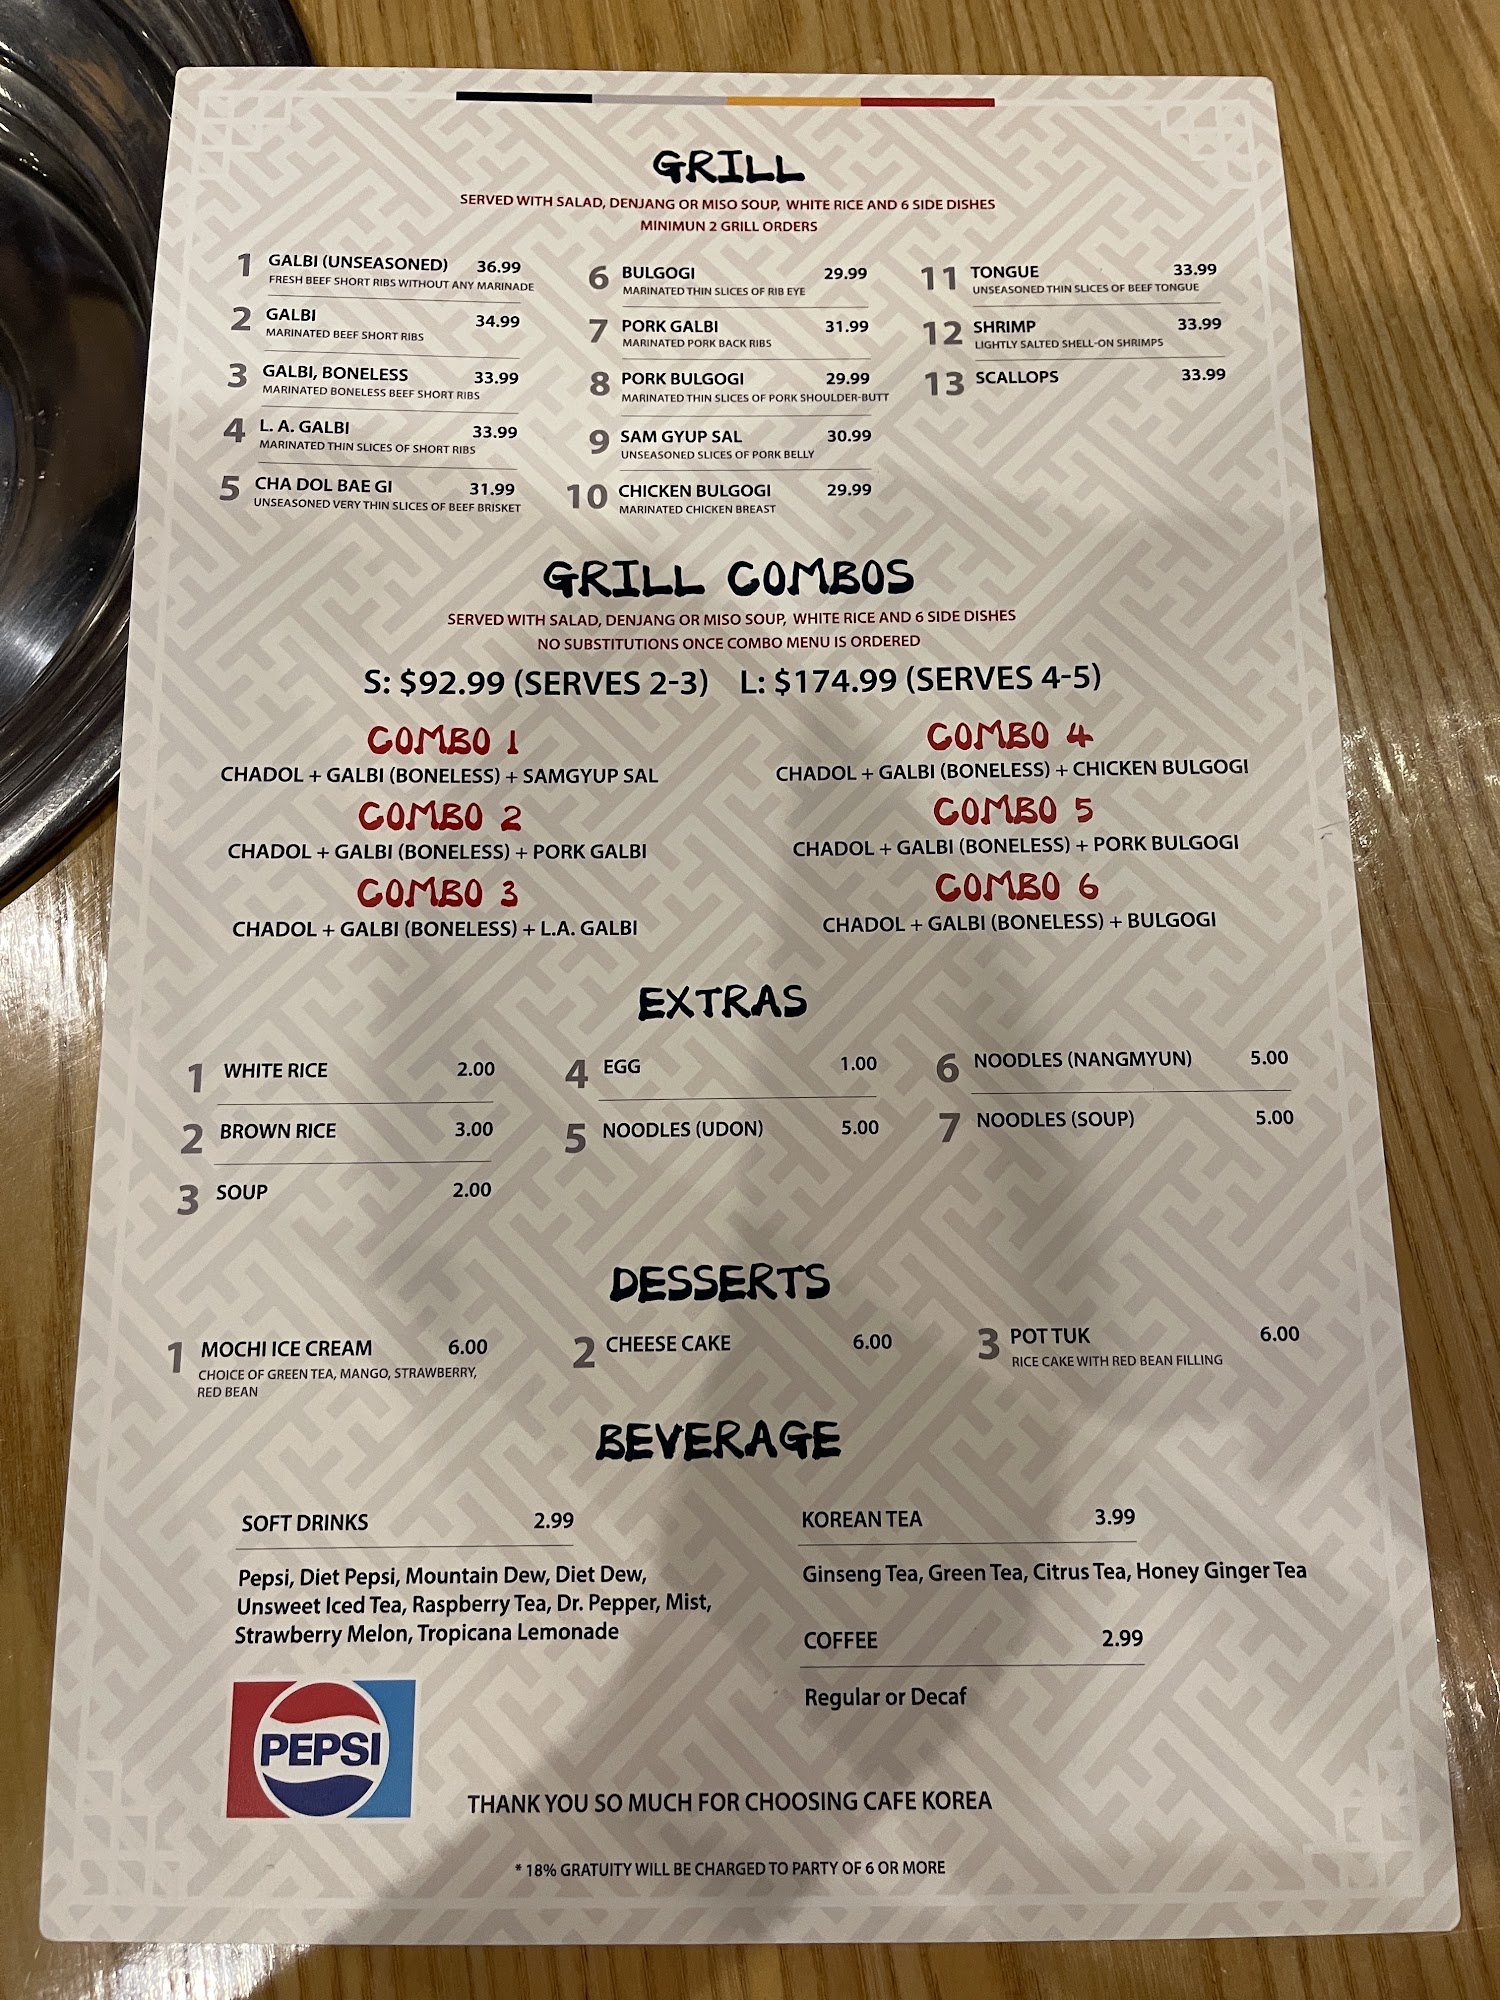 GRILL
SERVED WITH SALAD, DENJANG OR MISO SOUP, WHITE RICE AND 6 SIDE DISHES
MINIMUN 2 GRILL ORDERS
1 GALBI (UNSEASONED) 36.99
FRESH BEEF SHORT RIBS WITHOUT ANY MARINADE
2 GALBI 34.99
MARINATED BEEF SHORT RIBS
3 GALBI, BONELESS 33.99
MARINATED BONELESS BEEF SHORT RIBS
4 L. A. GALBI 33.99
MARINATED THIN SLICES OF SHORT RIBS
5 CHA DOL BAE GI 31.99
UNSEASONED VERY THIN SLICES OF BEEF BRISKET
6 BULGOGI 29.99
MARINATED THIN SLICES OF RIB EYE
7 PORK GALBI 31.99
MARINATED PORK BACK RIBS
8 PORK BULGOGI 29.99
MARINATED THIN SLICES OF PORK SHOULDER-BUTT
9 SAM GYUP SAL 30.99
UNSEASONED SLICES OF PORK BELLY
10 CHICKEN BULGOGI 29.99
MARINATED CHICKEN BREAST
11 TONGUE 33.99
UNSEASONED THIN SLICES OF BEEF TONGUE
12 SHRIMP 33.99
LIGHTLY SALTED SHELL-ON SHRIMPS
13 SCALLOPS 33.99
GRILL COMBOS
SERVED WITH SALAD, DENJANG OR MISO SOUP, WHITE RICE AND 6 SIDE DISHES
NO SUBSTITUTIONS ONCE COMBO MENU IS ORDERED
S: $92.99 (SERVES 2-3) L: $174.99 (SERVES 4-5)
COMBO 1
CHADOL + GALBI (BONELESS) + SAMGYUP SAL
COMBO 2
CHADOL + GALBI (BONELESS) + PORK GALBI
COMBO 3
CHADOL + GALBI (BONELESS) + L.A. GALBI
COMBO 4
CHADOL + GALBI (BONELESS) + CHICKEN BULGOGI
COMBO 5
CHADOL + GALBI (BONELESS) + PORK BULGOGI
COMBO 6
CHADOL + GALBI (BONELESS) + BULGOGI
EXTRAS
1 WHITE RICE 2.00
2 BROWN RICE 3.00
3 SOUP 2.00
4 EGG 1.00
5 NOODLES (UDON) 5.00
6 NOODLES (NANGMYUN) 5.00
7 NOODLES (SOUP) 5.00
DESSERTS
1 MOCHI ICE CREAM 6.00
CHOICE OF GREEN TEA, MANGO, STRAWBERRY,
RED BEAN
2 CHEESE CAKE 6.00
3 POT TUK 6.00
RICE CAKE WITH RED BEAN FILLING
BEVERAGE
SOFT DRINKS 2.99
Pepsi, Diet Pepsi, Mountain Dew, Diet Dew,
Unsweet Iced Tea, Raspberry Tea, Dr. Pepper, Mist,
Strawberry Melon, Tropicana Lemonade
KOREAN TEA 3.99
Ginseng Tea, Green Tea, Citrus Tea, Honey Ginger Tea
COFFEE 2.99
Regular or Decaf
PEPSI
THANK YOU SO MUCH FOR CHOOSING CAFE KOREA
* 18% GRATUITY WILL BE CHARGED TO PARTY OF 6 OR MORE